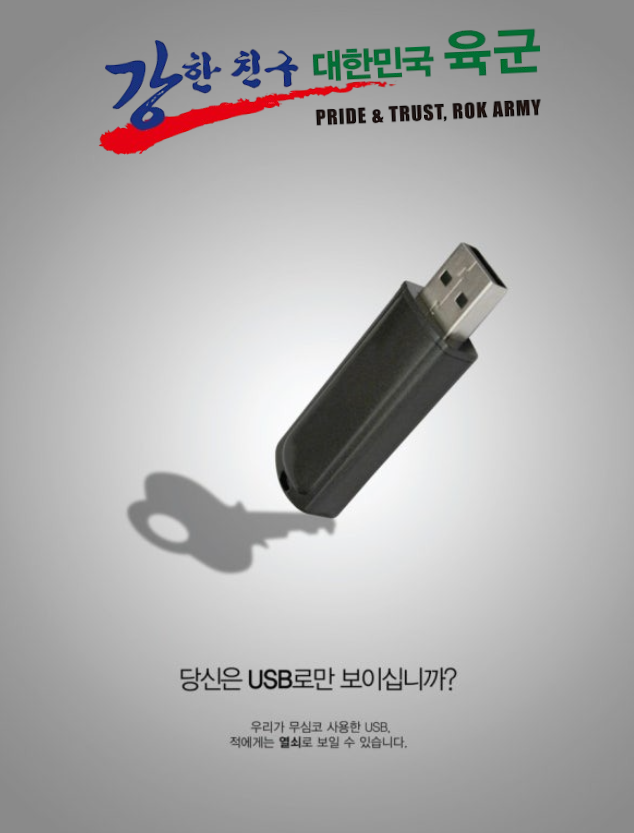 강한 친구 대한민국 육군
PRIDE & TRUST, ROK ARMY
당신은 USB로만 보이십니까?
우리가 무심코 사용한 USB,
적에게는 열쇠로 보일 수 있습니다.